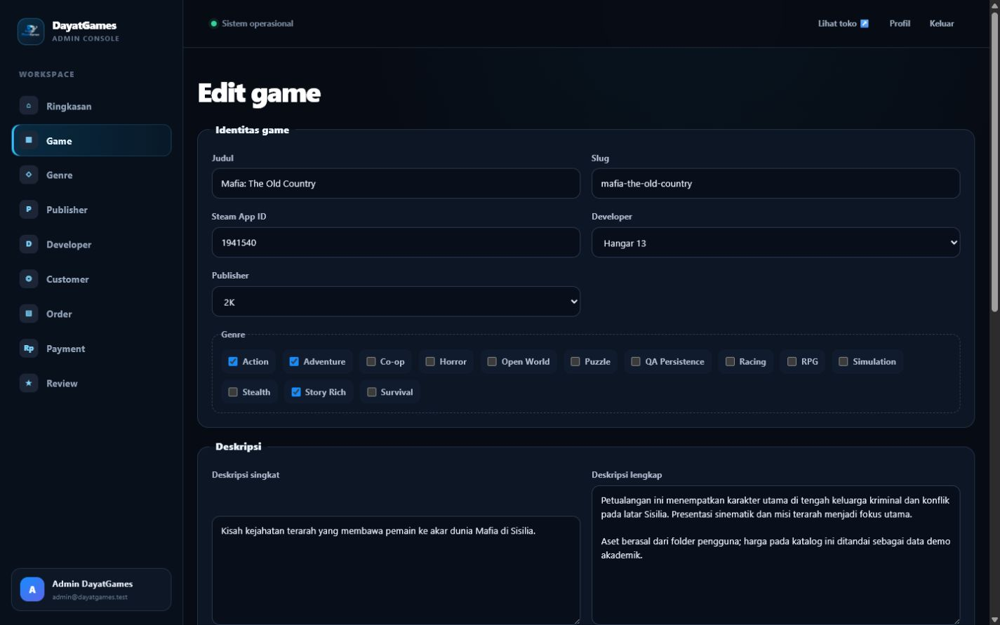 DayatGames
ADMIN CONSOLE
WORKSPACE
Ringkasan
Game
Genre
P Publisher
D Developer
Customer
Order
Rp Payment
Review
A
Admin DayatGames
admin@dayatgames.test
Sistem operasional
Lihat toko
Profil
Keluar
Edit game
Identitas game
Judul
Mafia: The Old Country
Slug
mafia-the-old-country
Steam App ID
1941540
Developer
Hangar 13
Publisher
2K
Genre
Action Adventure Co-op Horror Open World Puzzle QA Persistence Racing RPG Simulation
Stealth Story Rich Survival
Deskripsi
Deskripsi singkat
Kisah kejahatan terarah yang membawa pemain ke akar dunia Mafia di Sisilia.
Deskripsi lengkap
Petualangan ini menempatkan karakter utama di tengah keluarga kriminal dan konflik
pada latar Sisilia. Presentasi sinematik dan misi terarah menjadi fokus utama.
Aset berasal dari folder pengguna; harga pada katalog ini ditandai sebagai data demo
akademik.